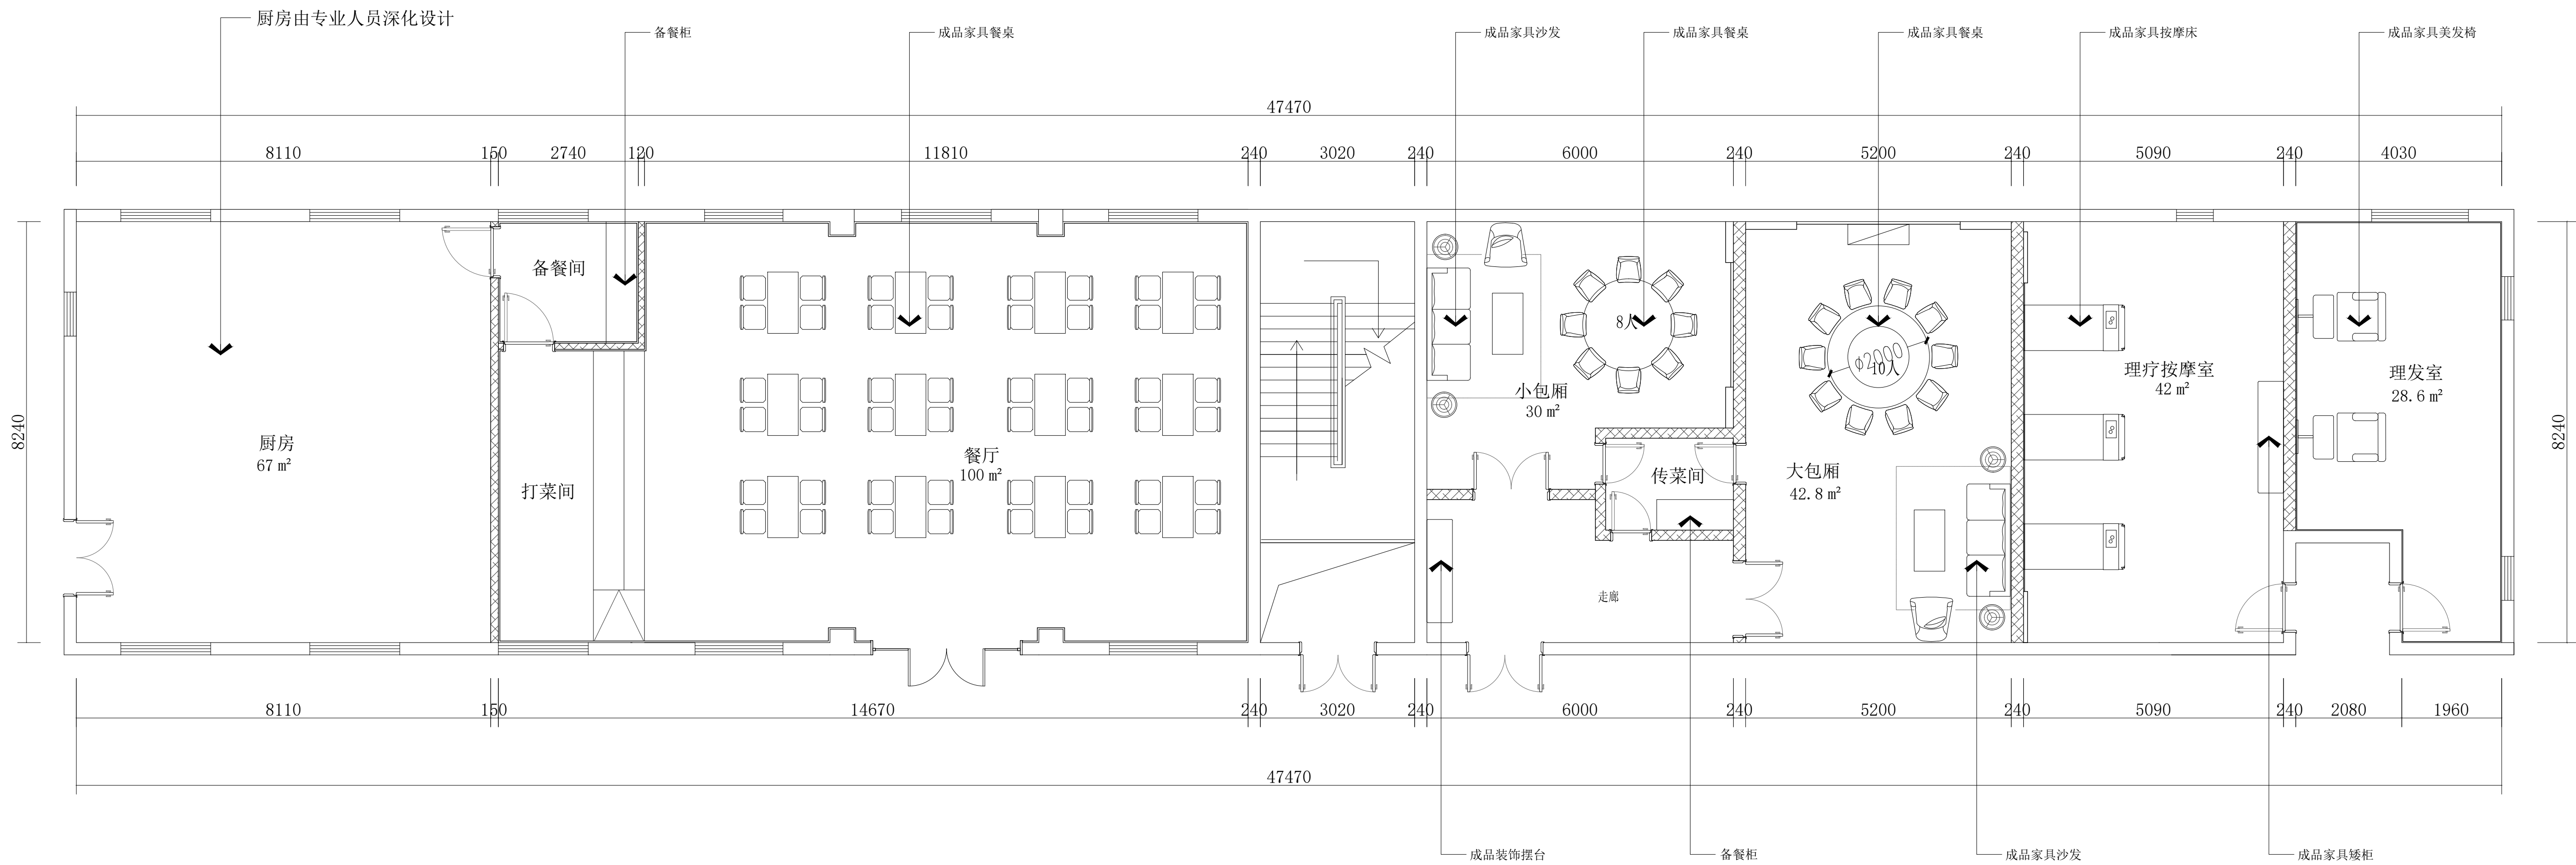 厨房由专业人员深化设计
备餐柜
成品家具餐桌
成品家具沙发
成品家具餐桌
成品家具餐桌
成品家具按摩床
成品家具美发椅
47470
8110
150
2740
120
11810
240
3020
240
6000
240
5200
240
5090
240
4030
备餐间
8人
φ2000
10人
理疗按摩室
42㎡
理发室
28.6㎡
小包厢
30㎡
8240
8240
厨房
67㎡
餐厅
100㎡
打菜间
传菜间
大包厢
42.8㎡
走廊
8110
150
14670
240
3020
240
6000
240
5200
240
5090
240
2080
1960
47470
成品装饰摆台
备餐柜
成品家具沙发
成品家具矮柜